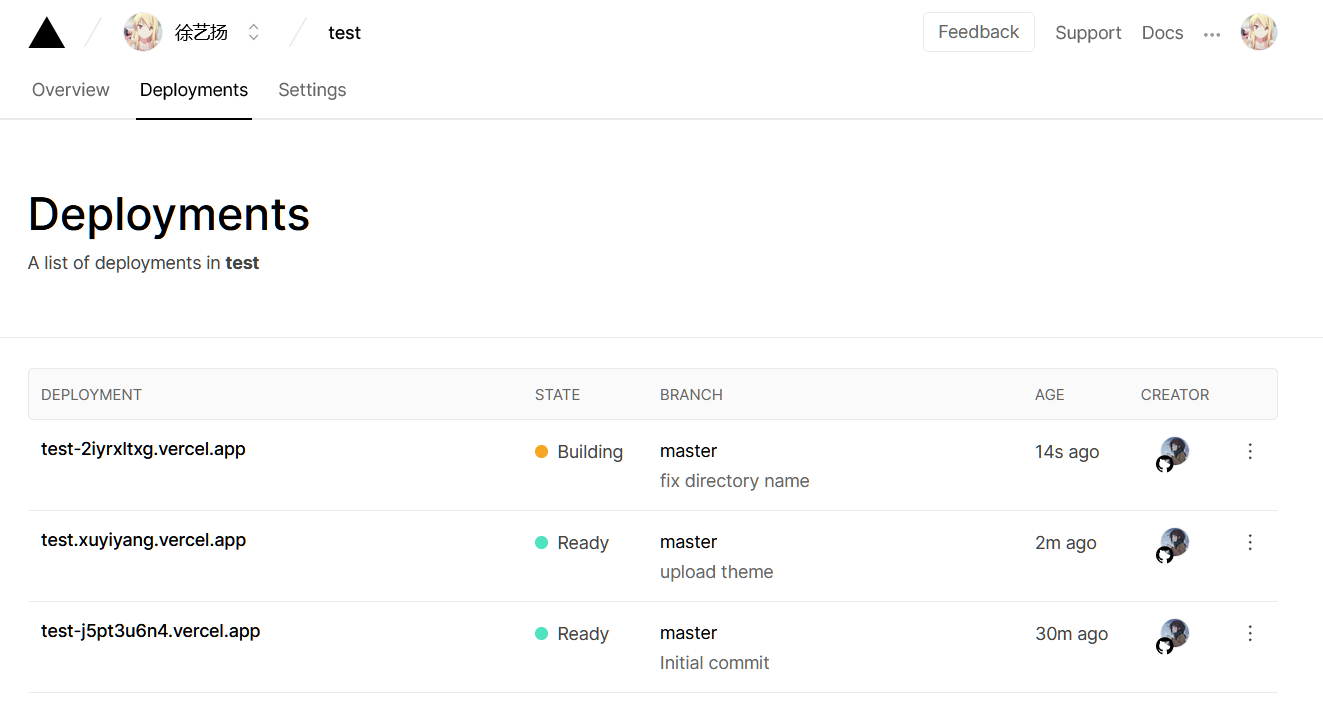 徐艺扬 test Feedback Support Docs
Overview Deployments Settings
Deployments
A list of deployments in test
DEPLOYMENT STATE BRANCH AGE CREATOR
test-2iyrxltxg.vercel.app Building master 14s ago
fix directory name
test.xuyiyang.vercel.app Ready master 2m ago
upload theme
test-j5pt3u6n4.vercel.app Ready master 30m ago
Initial commit